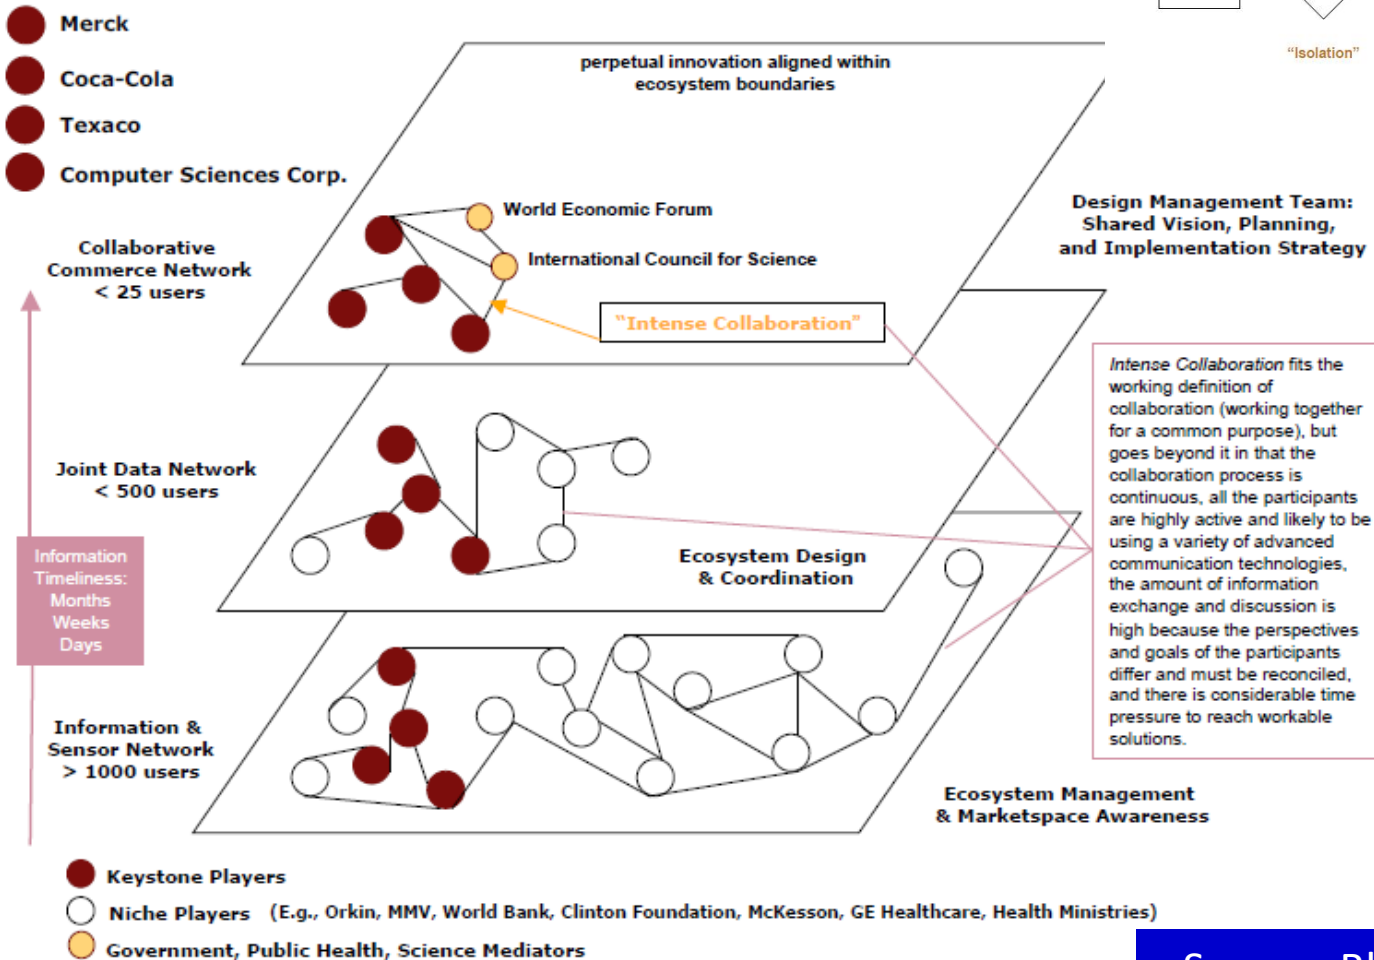 Merck
Coca-Cola
Texaco
Computer Sciences Corp.
"Isolation"
perpetual innovation aligned within
ecosystem boundaries
World Economic Forum
International Council for Science
"Intense Collaboration"
Collaborative
Commerce Network
< 25 users
Design Management Team:
Shared Vision, Planning,
and Implementation Strategy
Joint Data Network
< 500 users
Ecosystem Design
& Coordination
Intense Collaboration fits the
working definition of
collaboration (working together
for a common purpose), but
goes beyond it in that the
collaboration process is
continuous, all the participants
are highly active and likely to be
using a variety of advanced
communication technologies,
the amount of information
exchange and discussion is
high because the perspectives
and goals of the participants
differ and must be reconciled,
and there is considerable time
pressure to reach workable
solutions.
Information
Timeliness:
Months
Weeks
Days
Information &
Sensor Network
> 1000 users
Ecosystem Management
& Marketspace Awareness
Keystone Players
Niche Players (E.g., Orkin, MMV, World Bank, Clinton Foundation, McKesson, GE Healthcare, Health Ministries)
Government, Public Health, Science Mediators